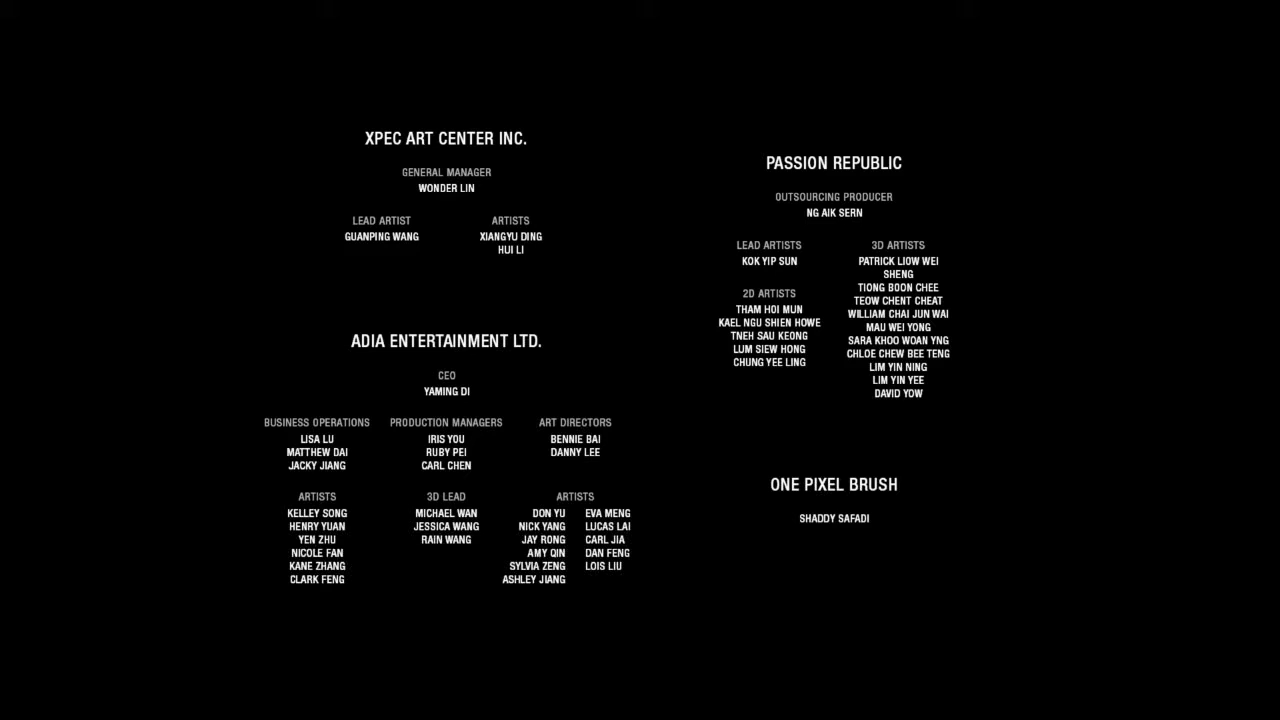 XPEC ART CENTER INC.
GENERAL MANAGER
WONDER LIN
LEAD ARTIST
GUANPING WANG
ARTISTS
XIANGYU DING
HUI LI
ADIA ENTERTAINMENT LTD.
CEO
YAMING DI
BUSINESS OPERATIONS
LISA LU
MATTHEW DAI
JACKY JIANG
PRODUCTION MANAGERS
IRIS YOU
RUBY PEI
CARL CHEN
ART DIRECTORS
BENNIE BAI
DANNY LEE
ARTISTS
KELLEY SONG
HENRY YUAN
YEN ZHU
NICOLE FAN
KANE ZHANG
CLARK FENG
3D LEAD
MICHAEL WAN
JESSICA WANG
RAIN WANG
ARTISTS
DON YU
NICK YANG
JAY RONG
AMY QIN
SYLVIA ZENG
ASHLEY JIANG
EVA MENG
LUCAS LAI
CARL JIA
DAN FENG
LOIS LIU
PASSION REPUBLIC
OUTSOURCING PRODUCER
NG AIK SERN
LEAD ARTISTS
KOK YIP SUN
2D ARTISTS
THAM HOI MUN
KAEL NGU SHIEN HOWE
TNEH SAU KEONG
LUM SIEW HONG
CHUNG YEE LING
3D ARTISTS
PATRICK LIOW WEI
SHENG
TIONG BOON CHEE
TEOW CHENT CHEAT
WILLIAM CHAI JUN WAI
MAU WEI YONG
SARA KHOO WOAN YNG
CHLOE CHEW BEE TENG
LIM YIN NING
LIM YIN YEE
DAVID YOW
ONE PIXEL BRUSH
SHADDY SAFADI